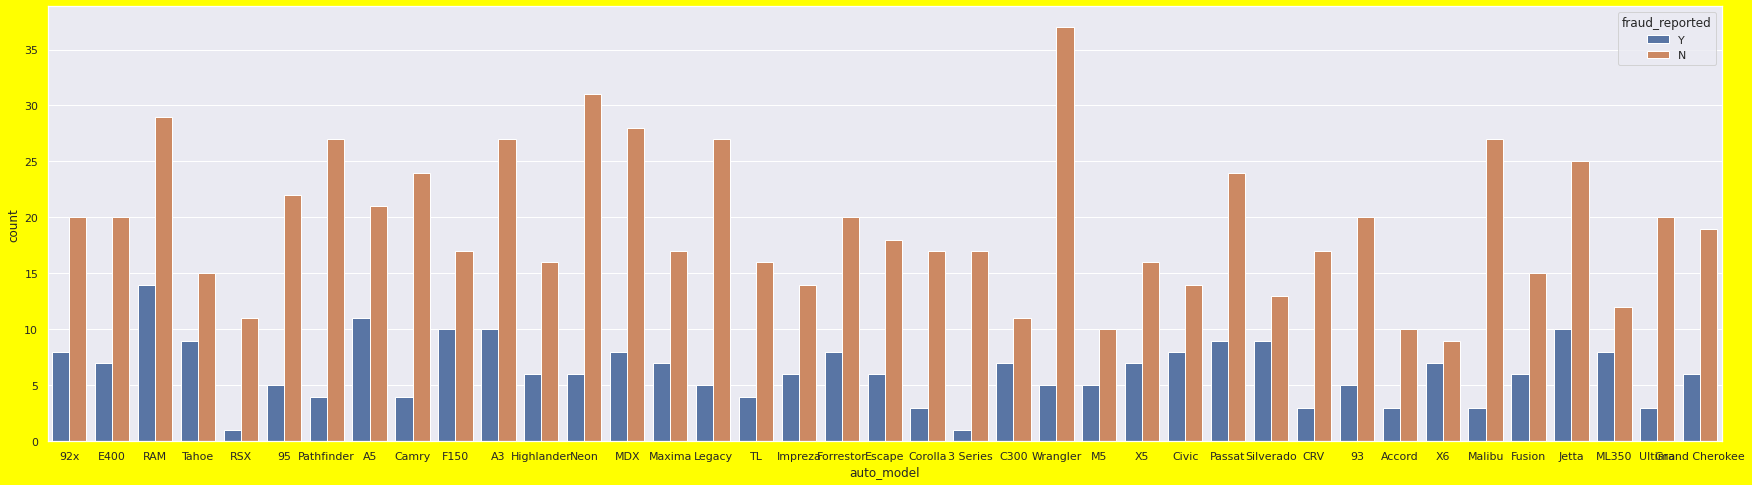 fraud_reported
Y
N
count
35
30
25
20
15
10
5
0
92x E400 RAM Tahoe RSX 95 Pathfinder A5 Camry F150 A3 Highlander Neon MDX Maxima Legacy TL Impreza Forrestor Escape Corolla 3 Series C300 Wrangler M5 X5 Civic Passat Silverado CRV 93 Accord X6 Malibu Fusion Jetta ML350 Ultima Grand Cherokee
auto_model